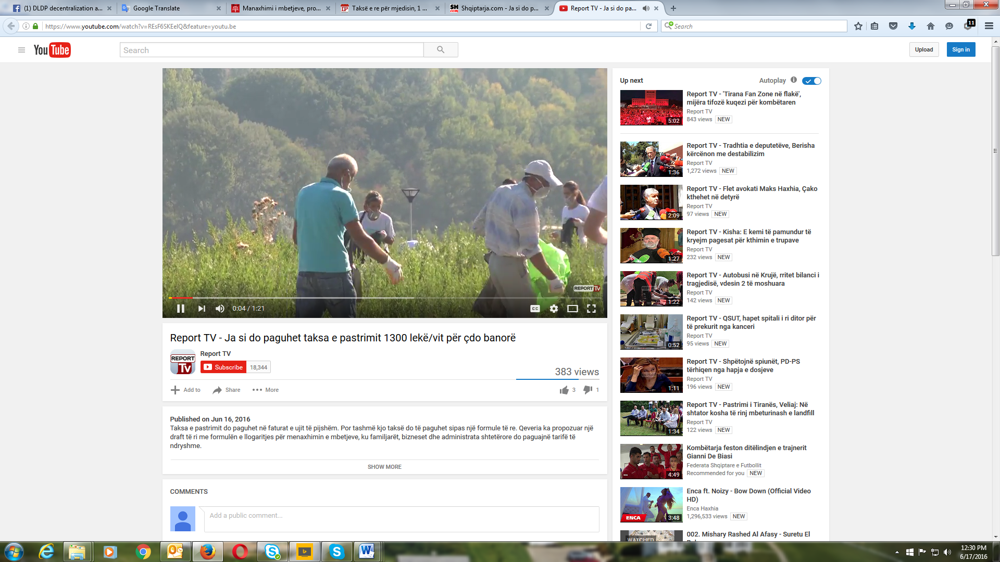 (1) DLDP decentralization a...
Google Translate
Manaxhimi i mbetjeve, pro...
Taksë e re për mjedisin, 1 ...
Shqiptarja.com - Ja si do p...
Report TV - Ja si do pa...
https://www.youtube.com/watch?v=REsF6SKEeIQ&feature=youtu.be
Search
11
YouTube
Search
Upload
Sign in
REPORT TV
0:04 / 1:21
CC
Report TV - Ja si do paguhet taksa e pastrimit 1300 lekë/vit për çdo banorë
REPORT TV
Report TV
Subscribe
18,344
383 views
Add to
Share
More
3
1
Published on Jun 16, 2016
Taksa e pastrimit do paguhet në faturat e ujit të pijshëm. Por tashmë kjo taksë do të paguhet sipas një formule të re. Qeveria ka propozuar një
draft të ri me formulën e llogaritjes për menaxhimin e mbetjeve, ku familjarët, bizneset dhe administrata shtetërore do paguajnë tarifë të
ndryshme.
SHOW MORE
COMMENTS
Add a public comment...
Up next
Autoplay
5:02
Report TV - 'Tirana Fan Zone në flakë',
mijëra tifozë kuqezi për kombëtaren
Report TV
843 views NEW
1:36
Report TV - Tradhtia e deputetëve, Berisha
kërcënon me destabilizim
Report TV
1,272 views NEW
2:09
Report TV - Flet avokati Maks Haxhia, Çako
kthehet në detyrë
Report TV
97 views NEW
1:27
Report TV - Kisha: E kemi të pamundur të
kryejm pagesat për kthimin e trupave
Report TV
232 views NEW
1:22
Report TV - Autobusi në Krujë, rritet bilanci i
tragjedisë, vdesin 2 të moshuara
Report TV
142 views NEW
0:52
Report TV - QSUT, hapet spitali i ri ditor për
të prekurit nga kanceri
Report TV
95 views NEW
1:11
Report TV - Shpëtojnë spiunët, PD-PS
tërhiqen nga hapja e dosjeve
Report TV
196 views NEW
1:34
Report TV - Pastrimi i Tiranës, Veliaj: Në
shtator kosha të rinj mbeturinash e landfill
Report TV
122 views NEW
4:49
Kombëtarja feston ditëlindjen e trajnerit
Gianni De Biasi
Federata Shqiptare e Futbollit
Recommended for you NEW
ENCA
3:48
Enca ft. Noizy - Bow Down (Official Video
HD)
Enca Haxhia
1,296,533 views NEW
WATCHED
002. Mishary Rashed Al Afasy - Suretu El
12:30 PM
6/17/2016